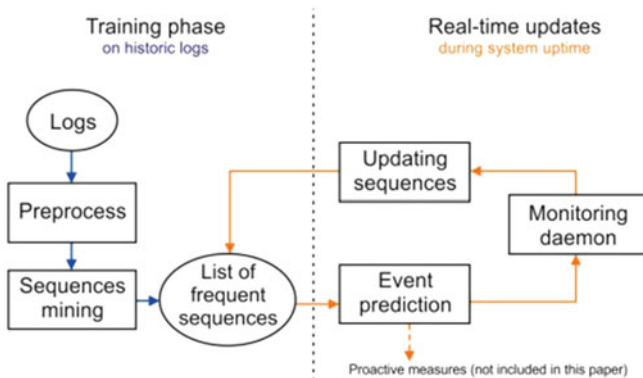 Training phase
on historic logs
Real-time updates
during system uptime
Logs
Preprocess
Sequences
mining
List of
frequent
sequences
Updating
sequences
Monitoring
daemon
Event
prediction
Proactive measures (not included in this paper)